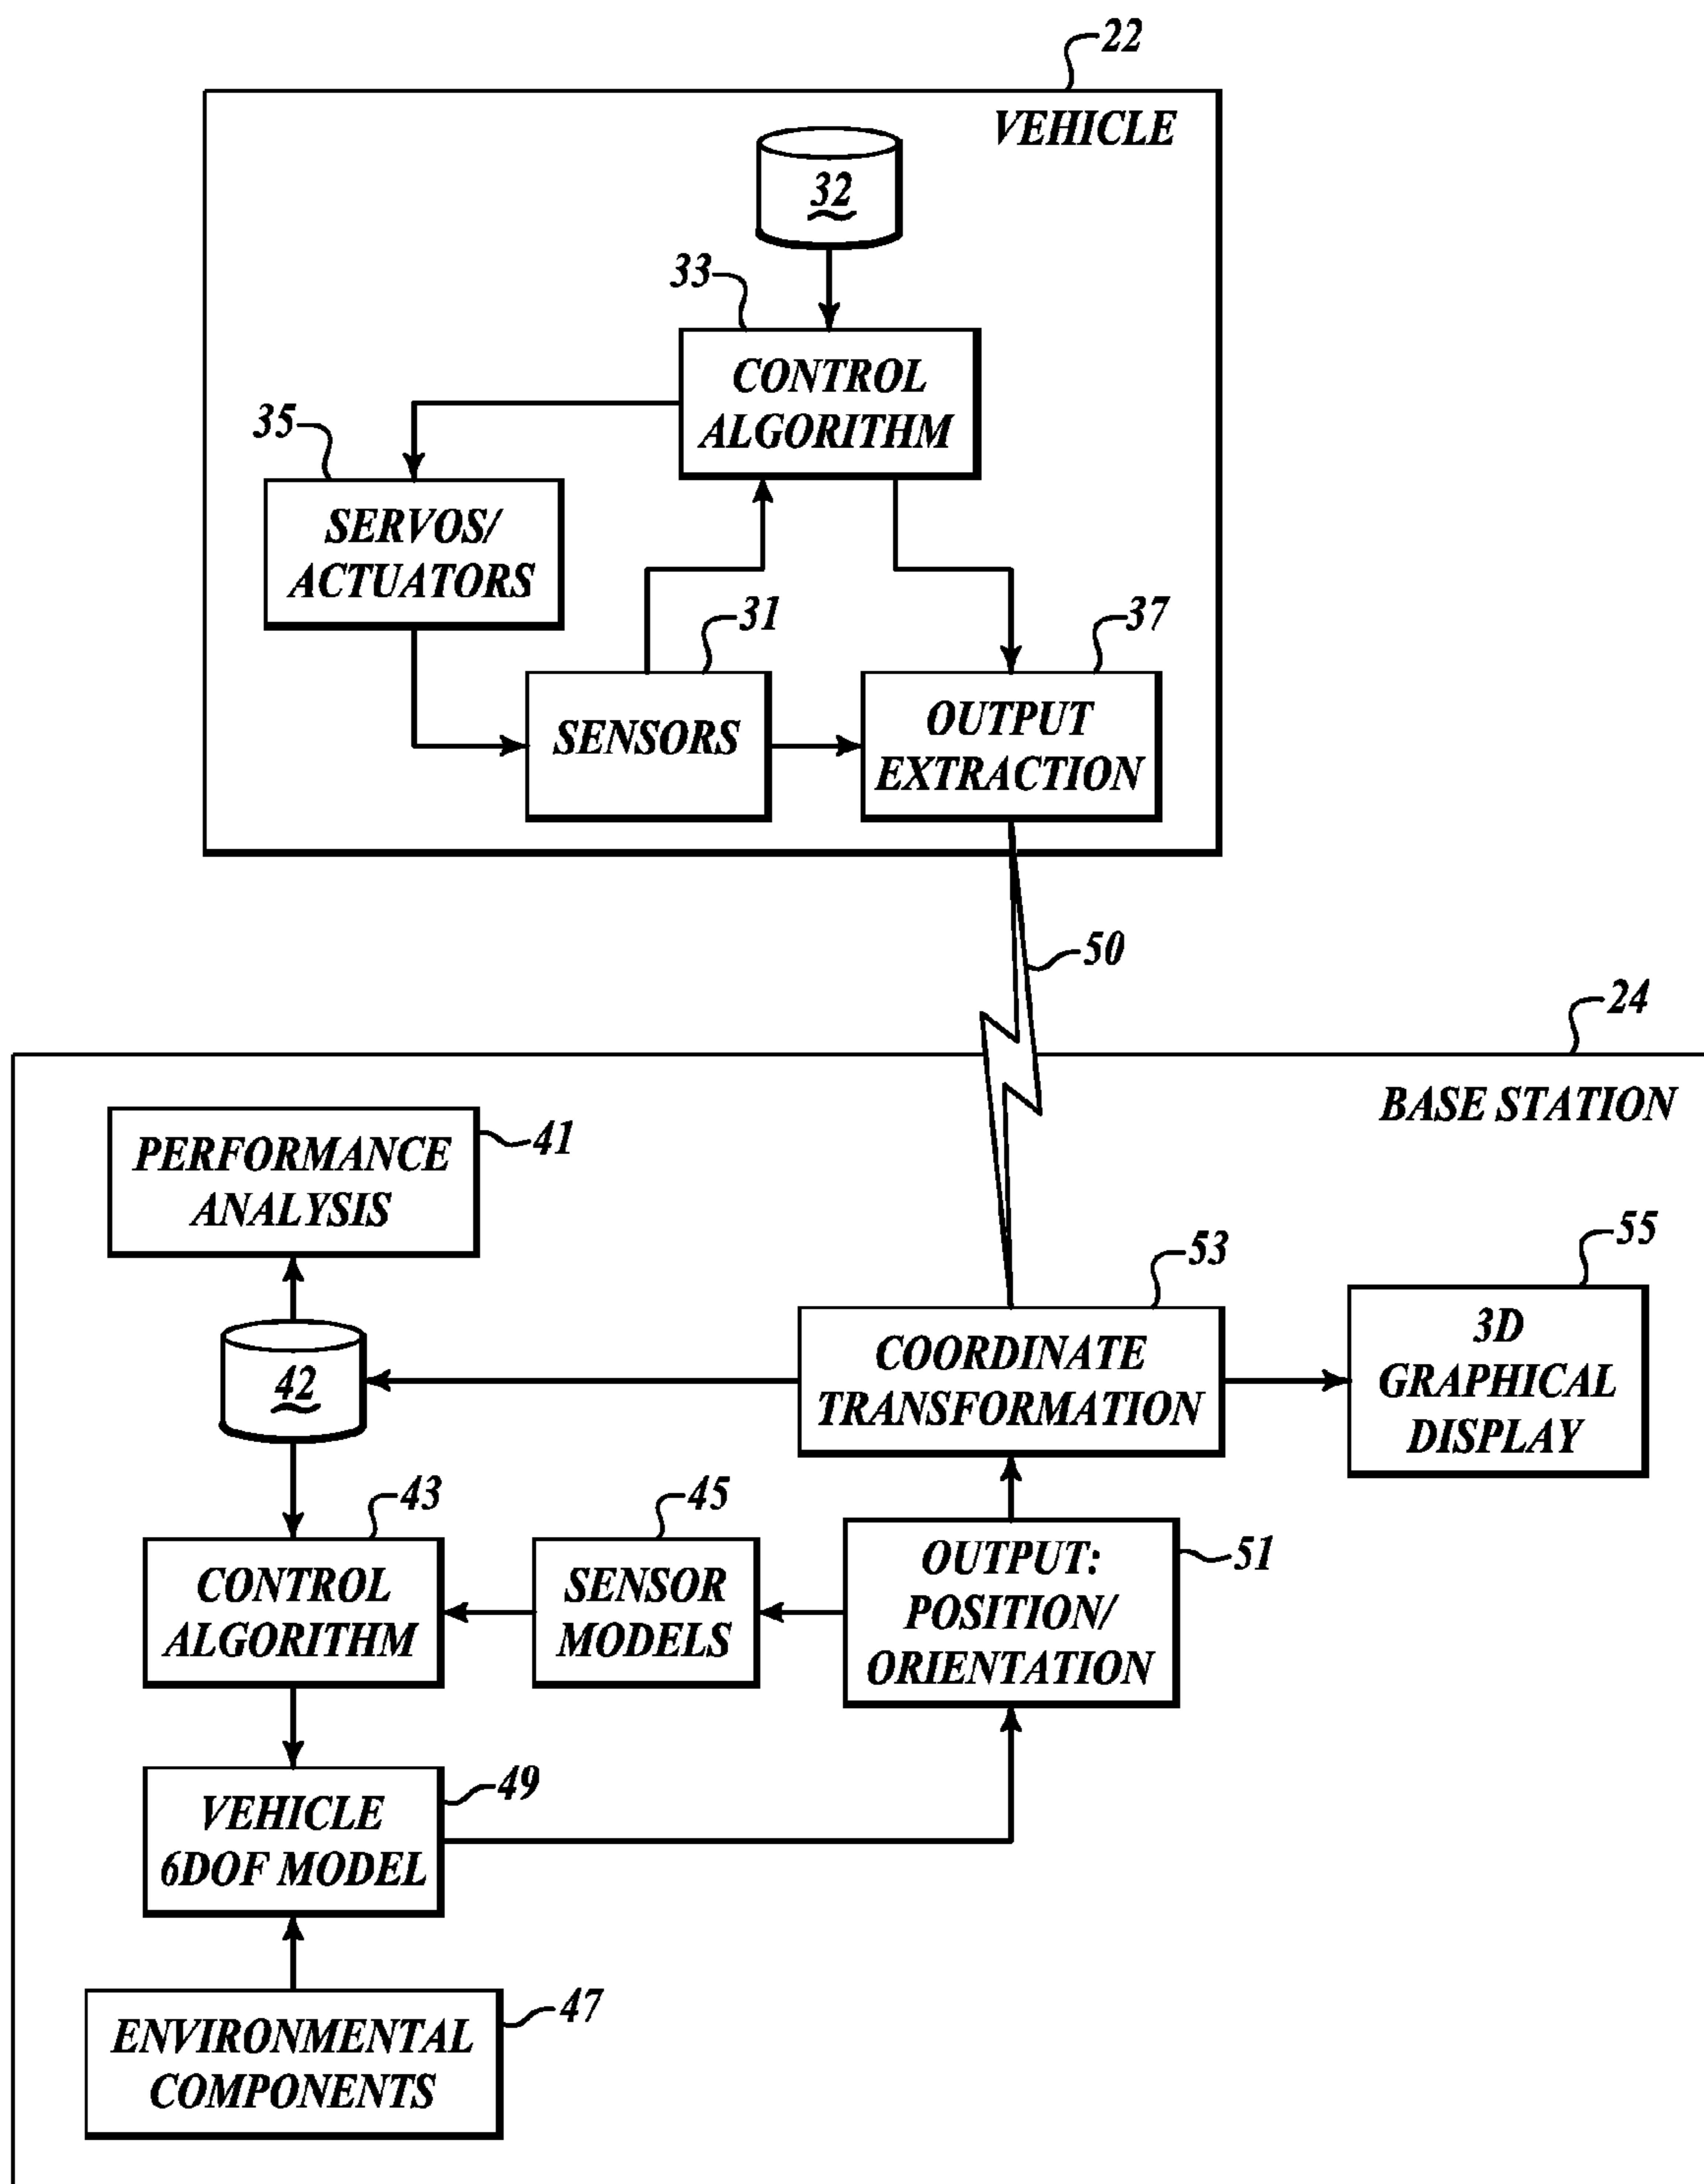 22
VEHICLE
32
33
CONTROL
ALGORITHM
35
SERVOS/
ACTUATORS
31
37
SENSORS
OUTPUT
EXTRACTION
50
24
BASE STATION
PERFORMANCE
ANALYSIS
41
53
55
42
COORDINATE
TRANSFORMATION
3D
GRAPHICAL
DISPLAY
43
45
CONTROL
ALGORITHM
SENSOR
MODELS
OUTPUT:
POSITION/
ORIENTATION
51
VEHICLE
6DOF MODEL
49
ENVIRONMENTAL
COMPONENTS
47